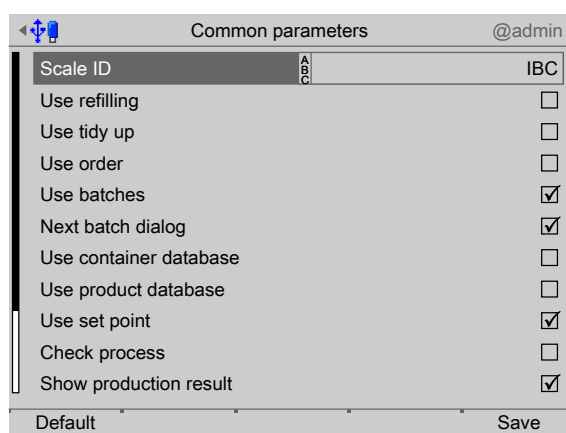 Common parameters @admin
Scale ID ABC IBC
Use refilling
Use tidy up
Use order
Use batches
Next batch dialog
Use container database
Use product database
Use set point
Check process
Show production result
Default Save